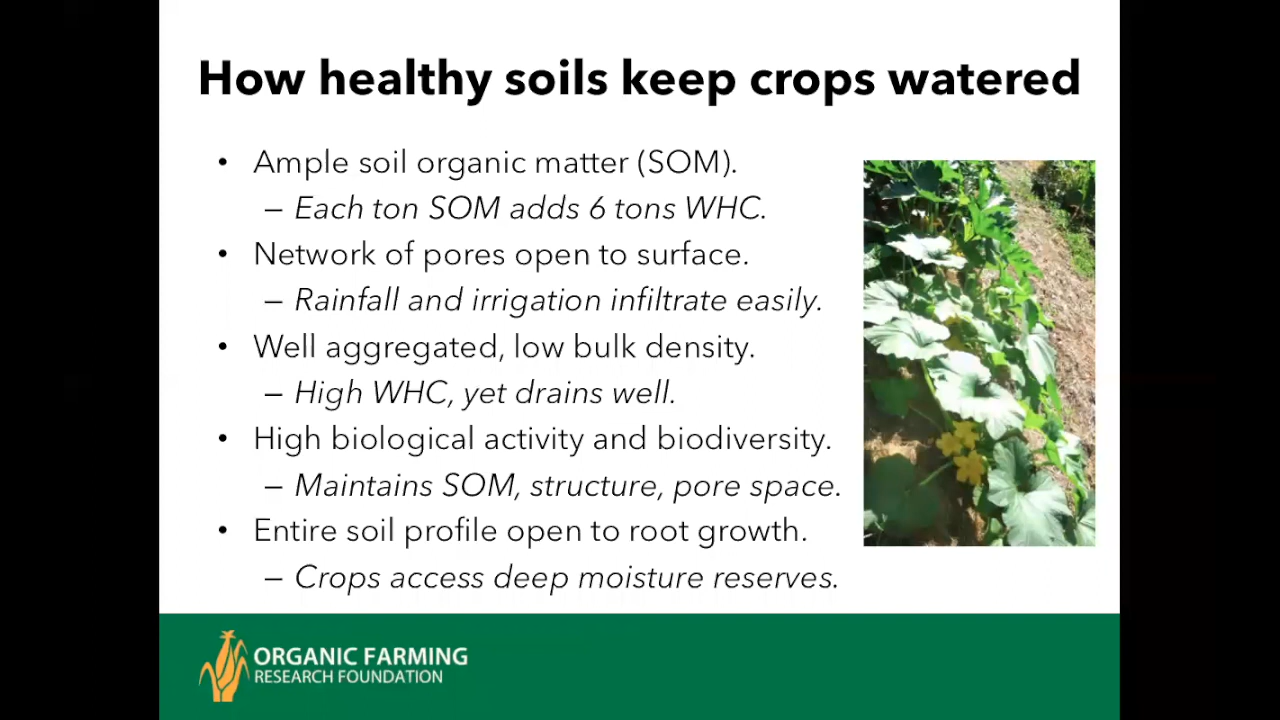 How healthy soils keep crops watered
• Ample soil organic matter (SOM).
– Each ton SOM adds 6 tons WHC.
• Network of pores open to surface.
– Rainfall and irrigation infiltrate easily.
• Well aggregated, low bulk density.
– High WHC, yet drains well.
• High biological activity and biodiversity.
– Maintains SOM, structure, pore space.
• Entire soil profile open to root growth.
– Crops access deep moisture reserves.
ORGANIC FARMING
RESEARCH FOUNDATION